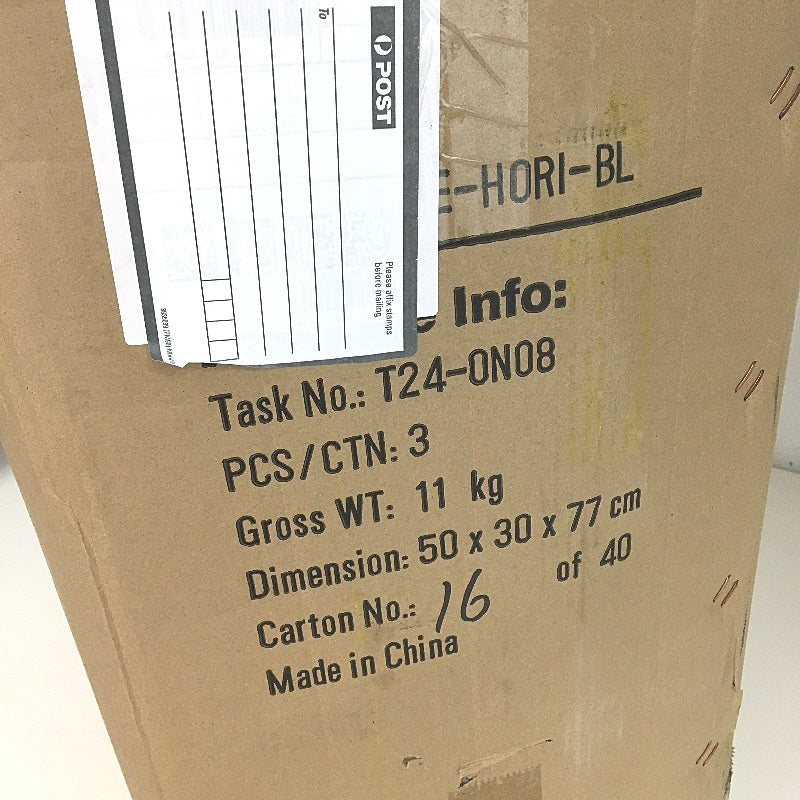 POST
To
Please affix stamps
before mailing
E-HORI-BL
Info:
Task No.: T24-0N08
PCS/CTN: 3
Gross WT: 11 kg
Dimension: 50 x 30 x 77 cm
Carton No.: 16 of 40
Made in China